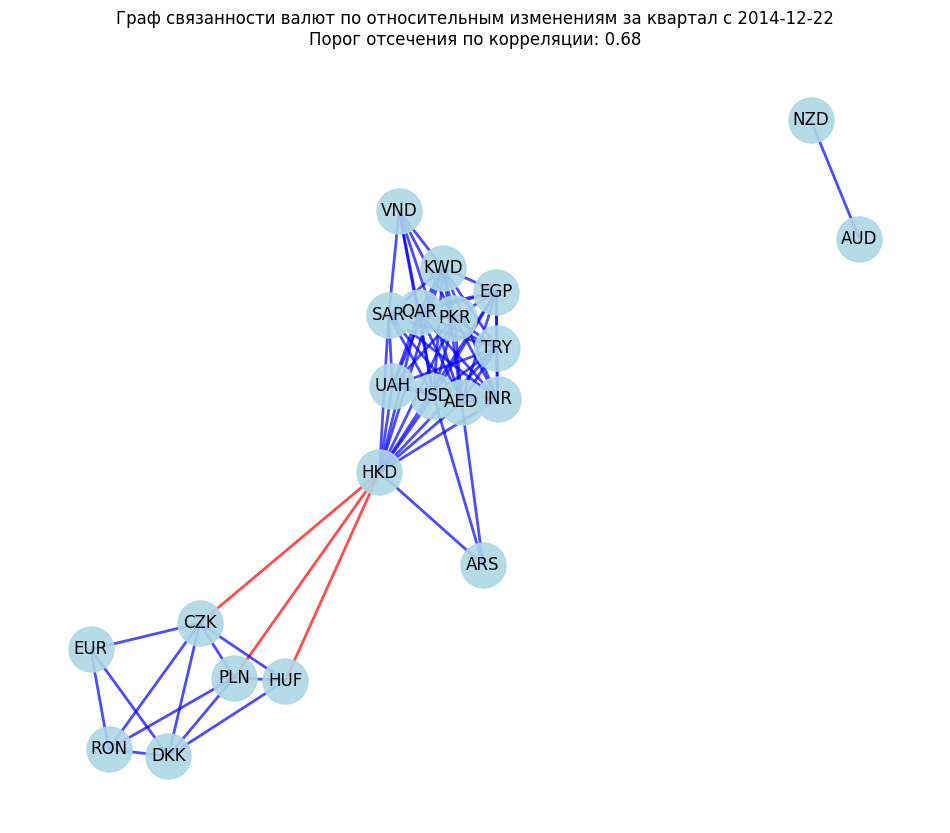 Граф связанности валют по относительным изменениям за квартал с 2014-12-22
Порог отсечения по корреляции: 0.68
NZD
VND
AUD
KWD
EGP
SAR
QAR
PKR
TRY
UAH
USD
AED
INR
HKD
ARS
CZK
EUR
PLN
HUF
RON
DKK